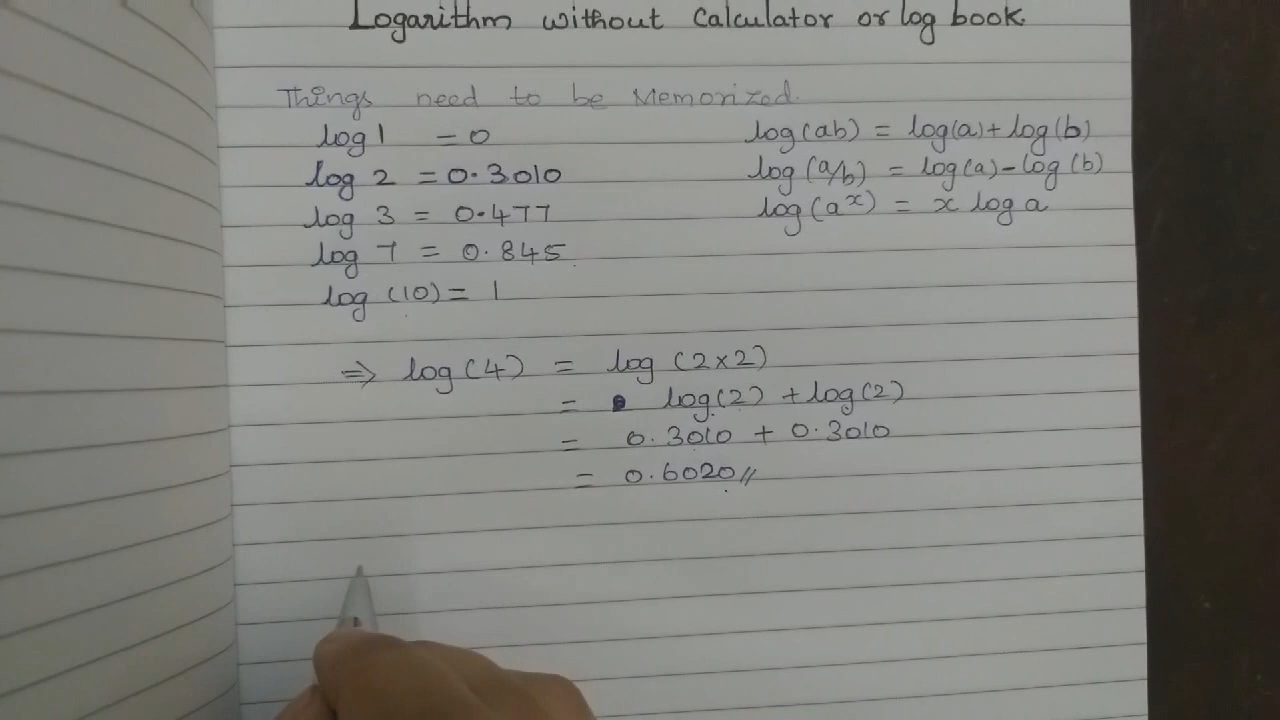 Logarithm without Calculator or log book.
Things need to be Memorized.
log 1 = 0
log 2 = 0.3010
log 3 = 0.477
log 7 = 0.845
log (10) = 1
log(ab) = log(a) + log(b)
log(a/b) = log(a) - log(b)
log(aˣ) = x log a
⇒ log(4) = log (2×2)
= log(2) + log(2)
= 0.3010 + 0.3010
= 0.6020//